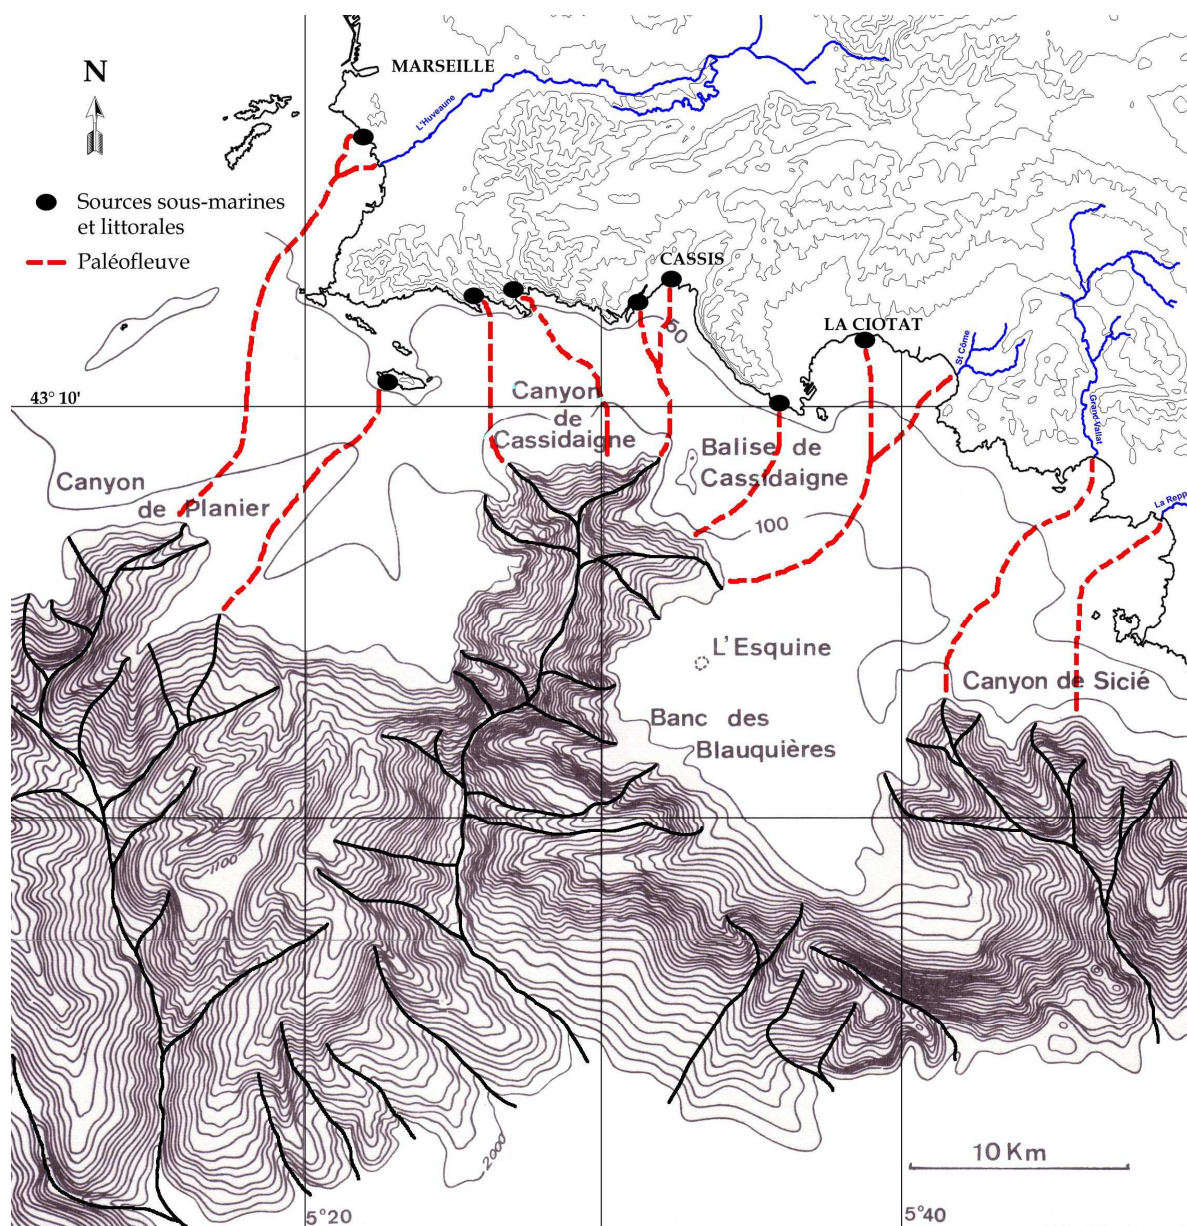 MARSEILLE
N
L'Huveaune
Sources sous-marines
et littorales
Paléofleuve
CASSIS
50
LA CIOTAT
St Côme
Grand-Vallat
43° 10'
Canyon
de
Cassidaigne
Balise de
Cassidaigne
Canyon
de Planier
La Repp
100
L'Esquine
Canyon de Sicié
Banc des
Blauquières
1100
2000
10 Km
5°20
5°40